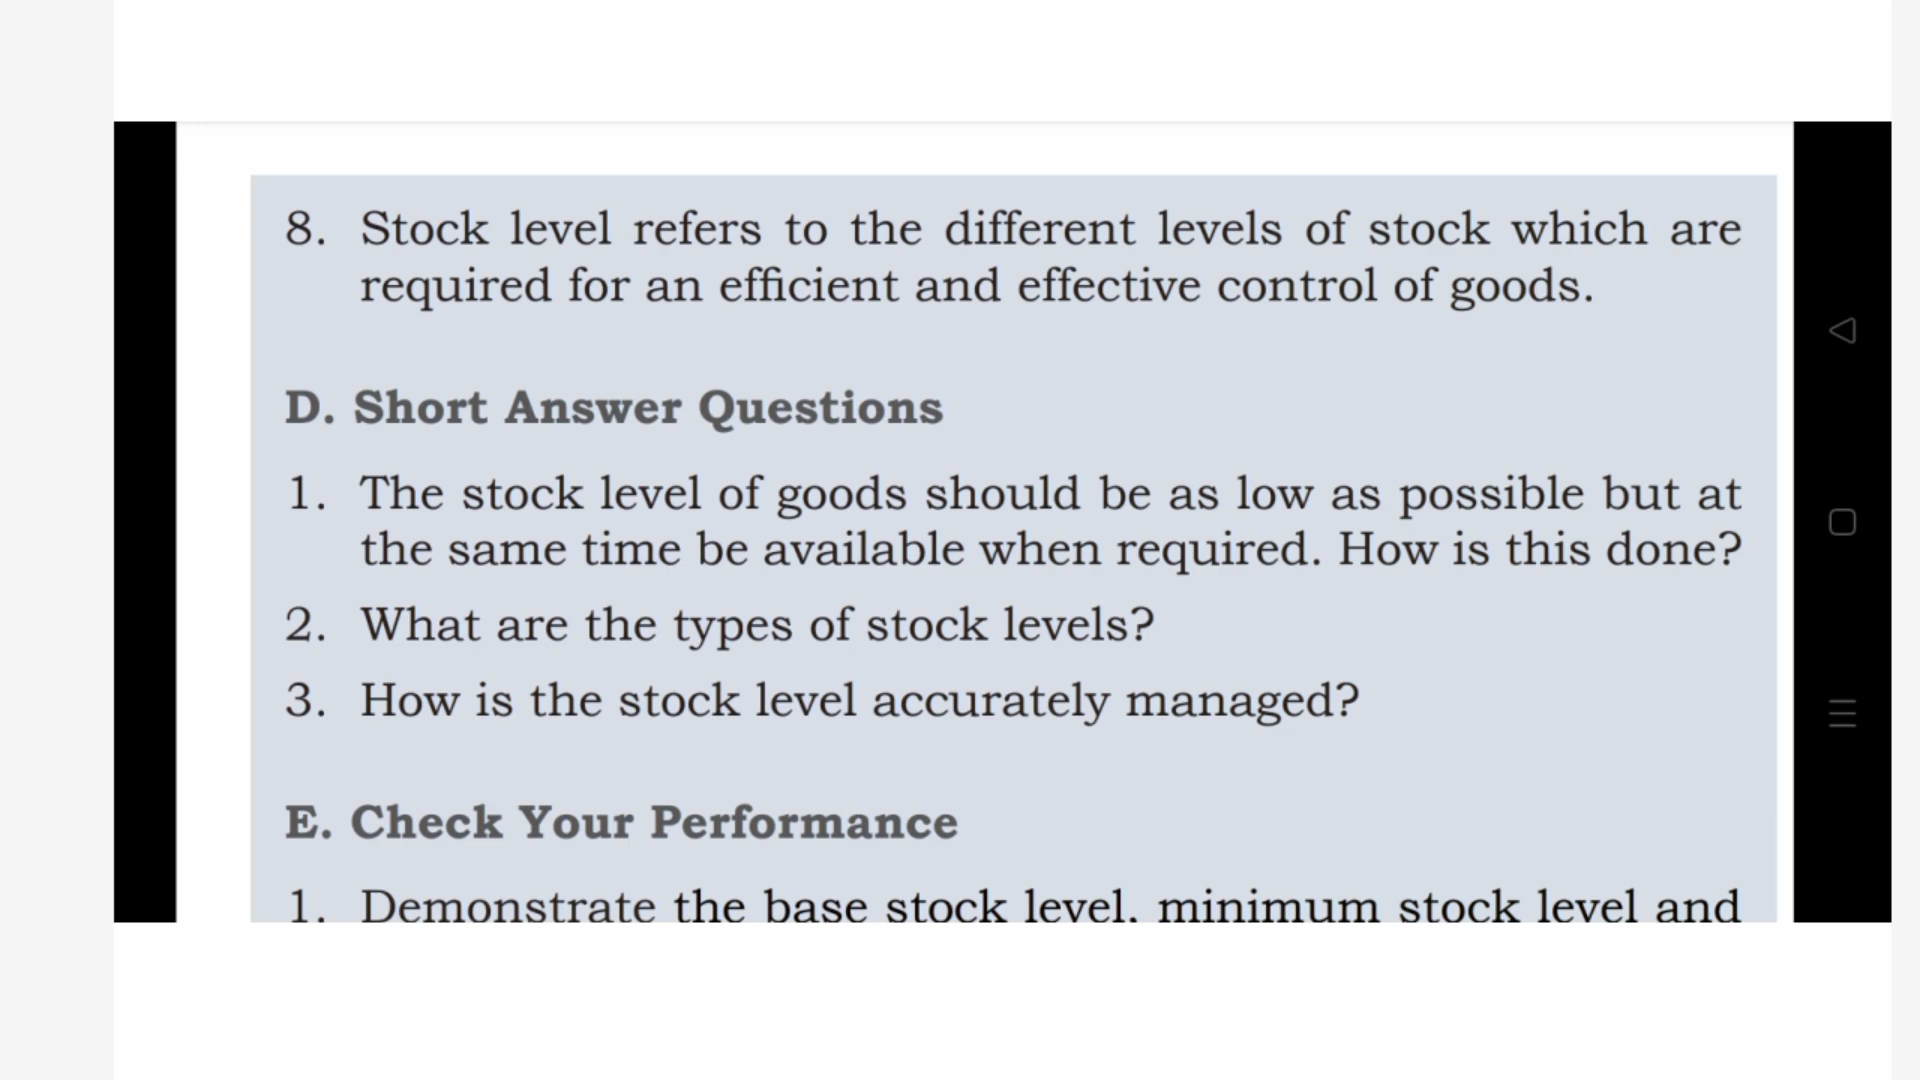 8. Stock level refers to the different levels of stock which are
required for an efficient and effective control of goods.
D. Short Answer Questions
1. The stock level of goods should be as low as possible but at
the same time be available when required. How is this done?
2. What are the types of stock levels?
3. How is the stock level accurately managed?
E. Check Your Performance
1. Demonstrate the base stock level, minimum stock level and